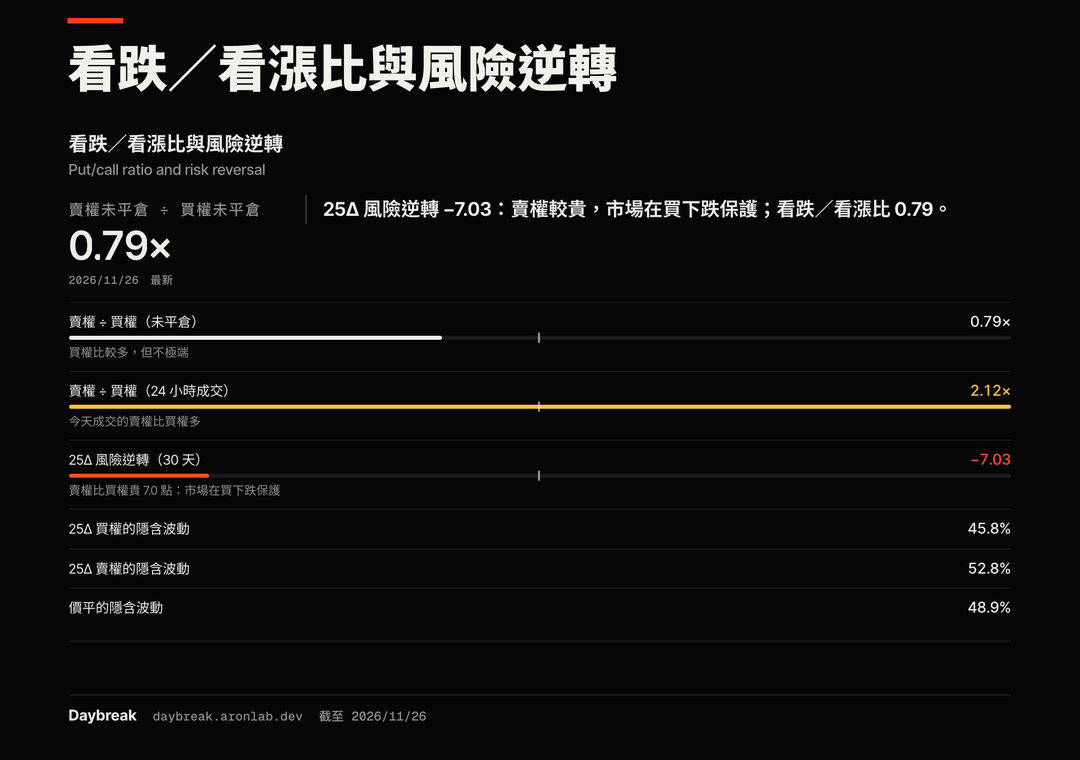 看跌／看漲比與風險逆轉
看跌／看漲比與風險逆轉
Put/call ratio and risk reversal
賣權未平倉 ÷ 買權未平倉
0.79×
2026/11/26 最新
25Δ 風險逆轉 −7.03：賣權較貴，市場在買下跌保護；看跌／看漲比 0.79。
賣權 ÷ 買權（未平倉） 0.79×
買權比較多，但不極端
賣權 ÷ 買權（24 小時成交） 2.12×
今天成交的賣權比買權多
25Δ 風險逆轉（30 天） −7.03
賣權比買權貴 7.0 點：市場在買下跌保護
25Δ 買權的隱含波動 45.8%
25Δ 賣權的隱含波動 52.8%
價平的隱含波動 48.9%
Daybreak daybreak.aronlab.dev 截至 2026/11/26